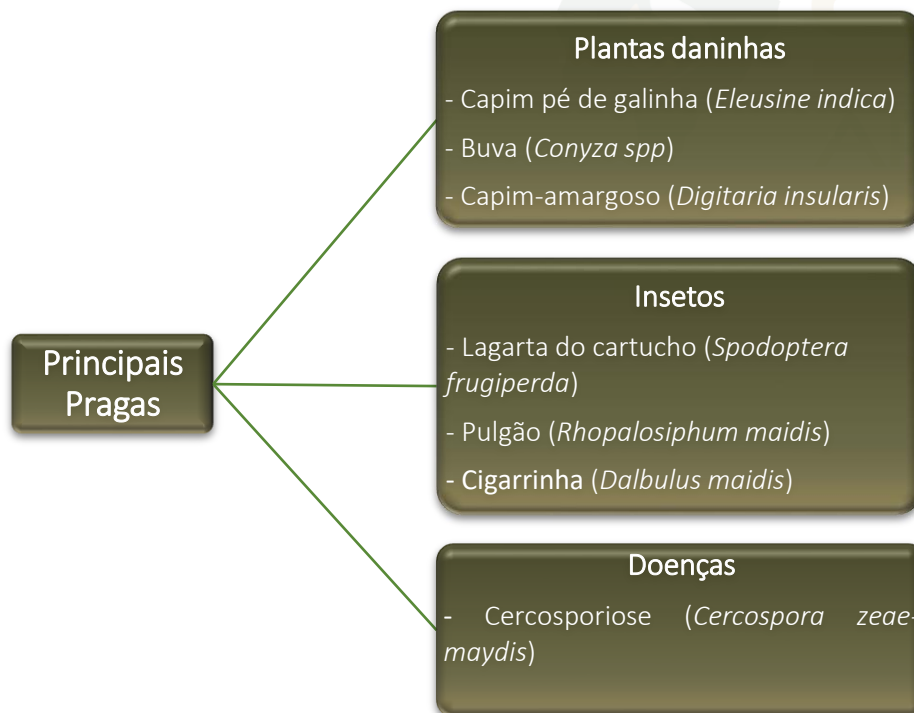 Plantas daninhas
- Capim pé de galinha (Eleusine indica)
- Buva (Conyza spp)
- Capim-amargoso (Digitaria insularis)
Principais
Pragas
Insetos
- Lagarta do cartucho (Spodoptera
frugiperda)
- Pulgão (Rhopalosiphum maidis)
- Cigarrinha (Dalbulus maidis)
Doenças
- Cercosporiose (Cercospora zeae-
maydis)